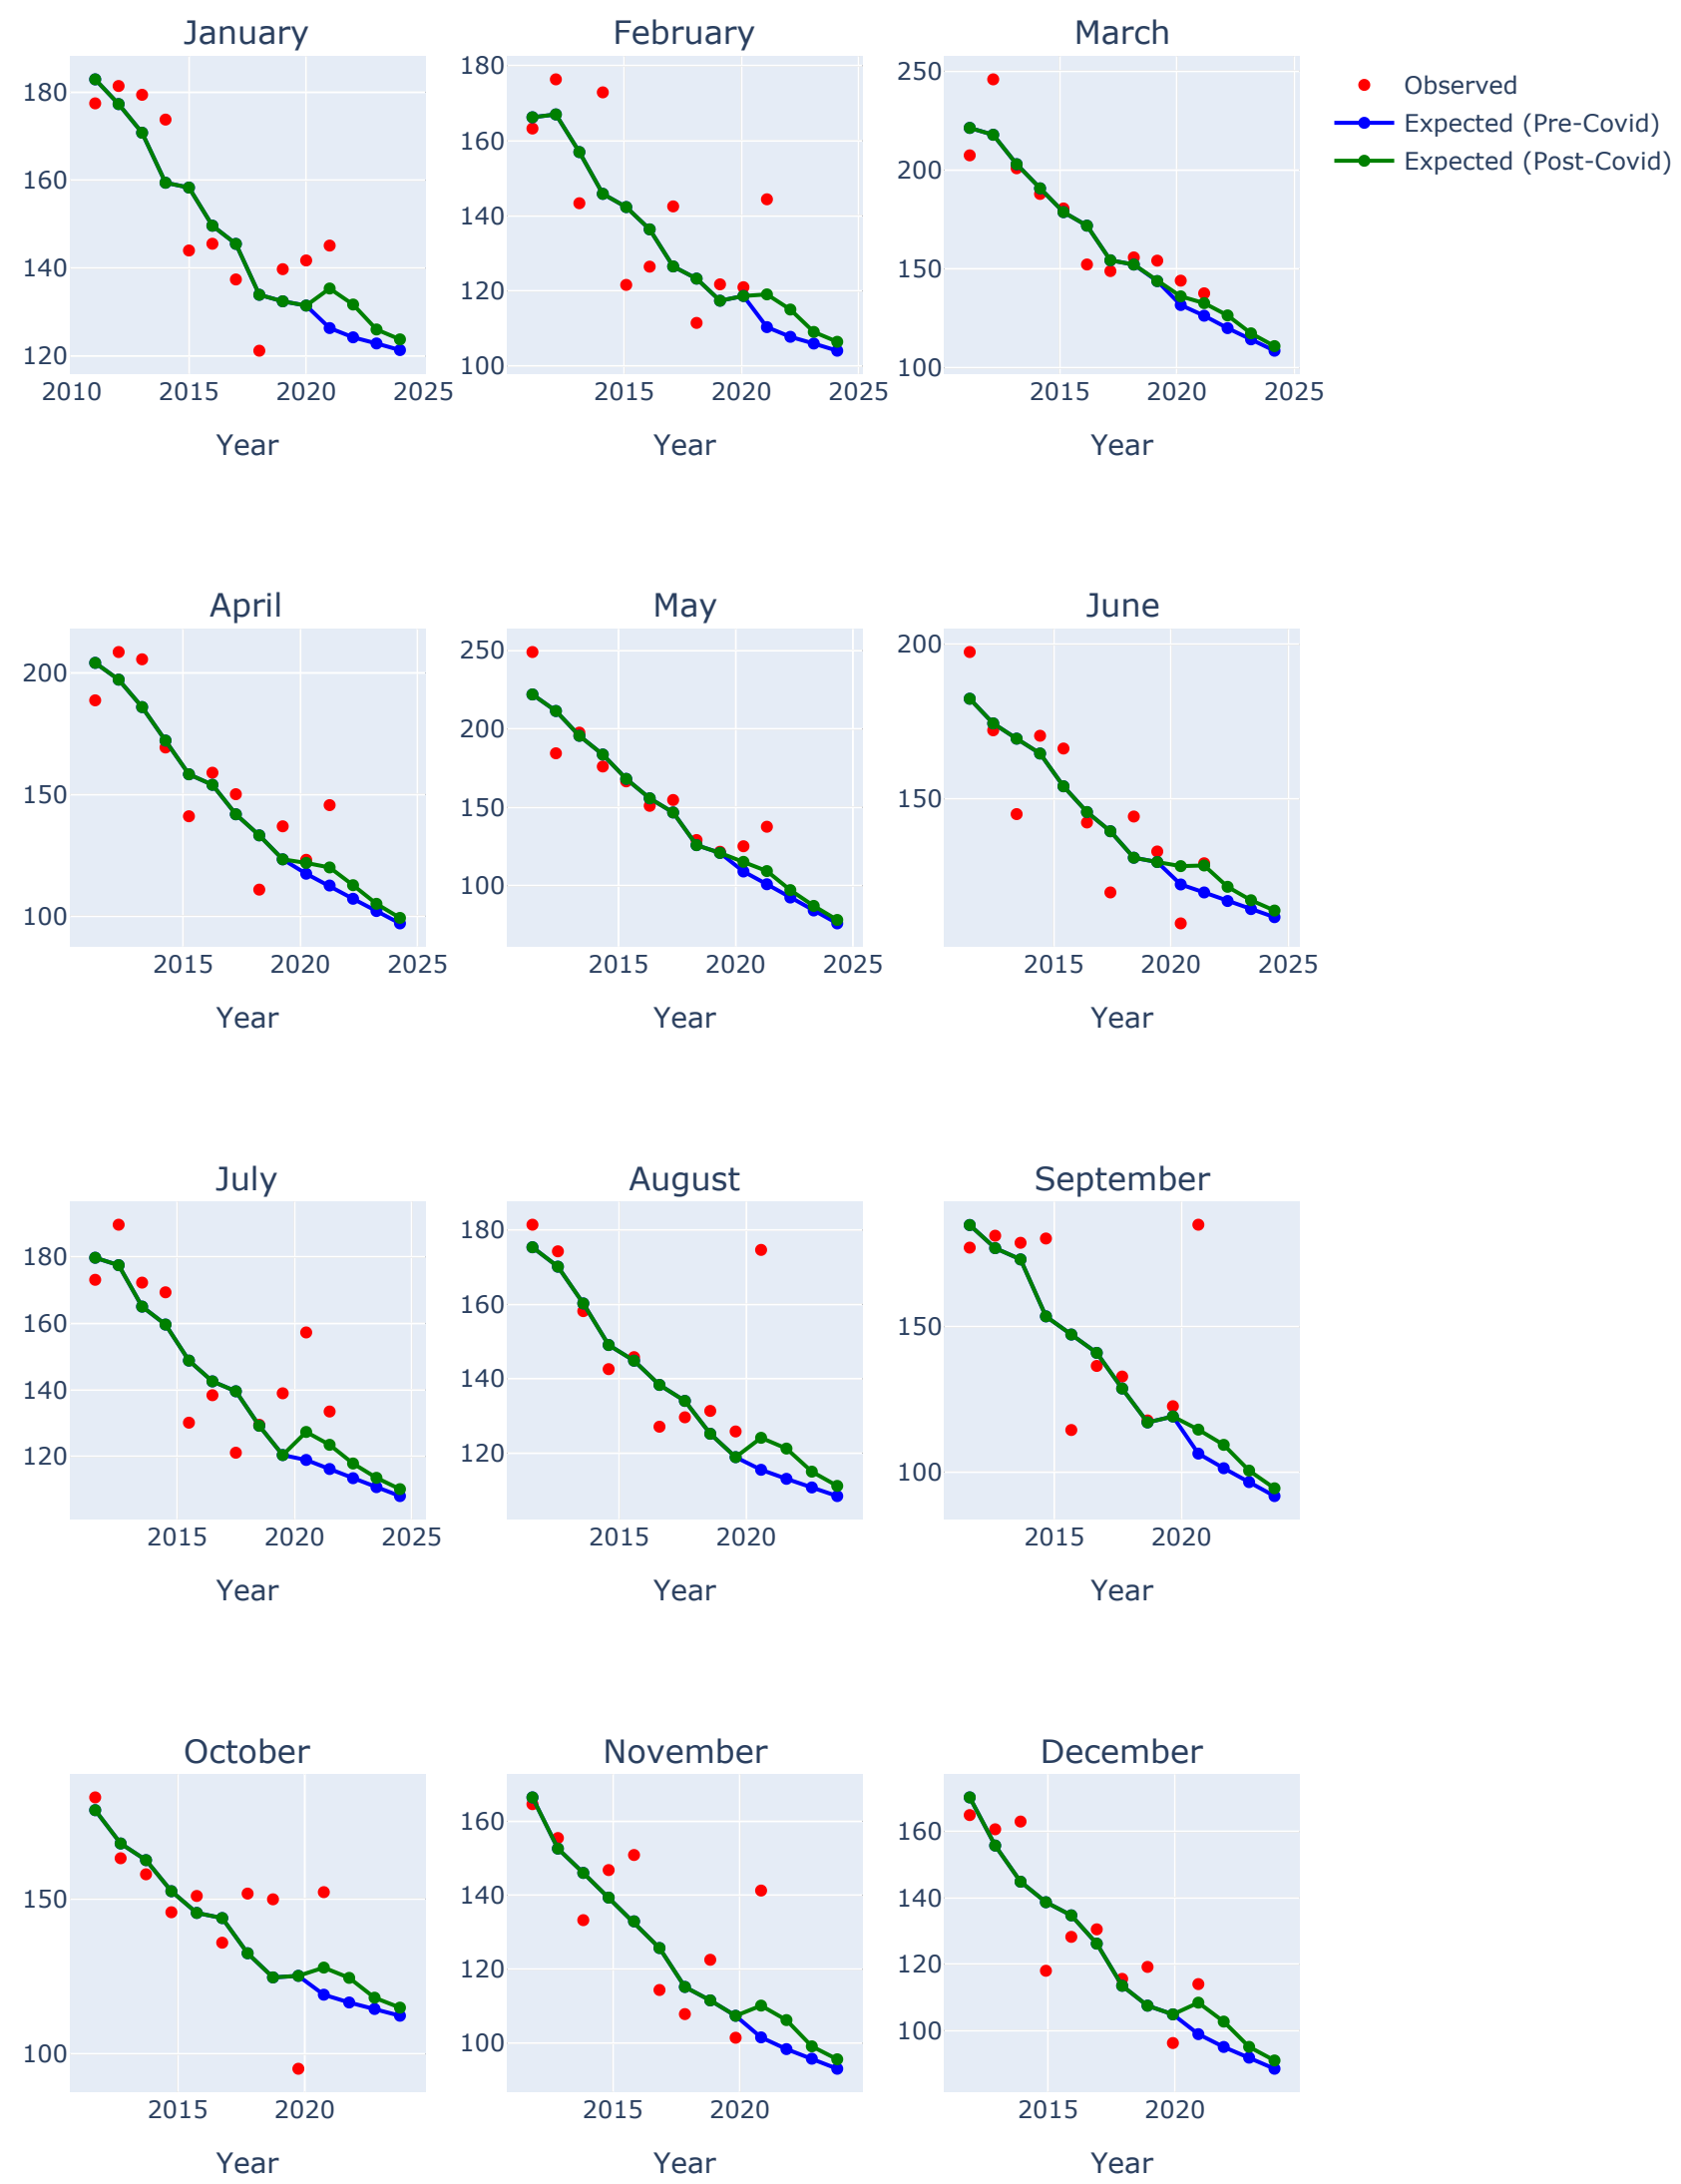 January
February
March
180
160
140
120
2010
2015
2020
2025
Year
180
160
140
120
100
2015
2020
2025
Year
250
200
150
100
2015
2020
2025
Year
Observed
Expected (Pre-Covid)
Expected (Post-Covid)
April
May
June
200
150
100
2015
2020
2025
Year
250
200
150
100
2015
2020
2025
Year
200
150
2015
2020
2025
Year
July
August
September
180
160
140
120
2015
2020
2025
Year
180
160
140
120
2015
2020
Year
150
100
2015
2020
Year
October
November
December
150
100
2015
2020
Year
160
140
120
100
2015
2020
Year
160
140
120
100
2015
2020
Year